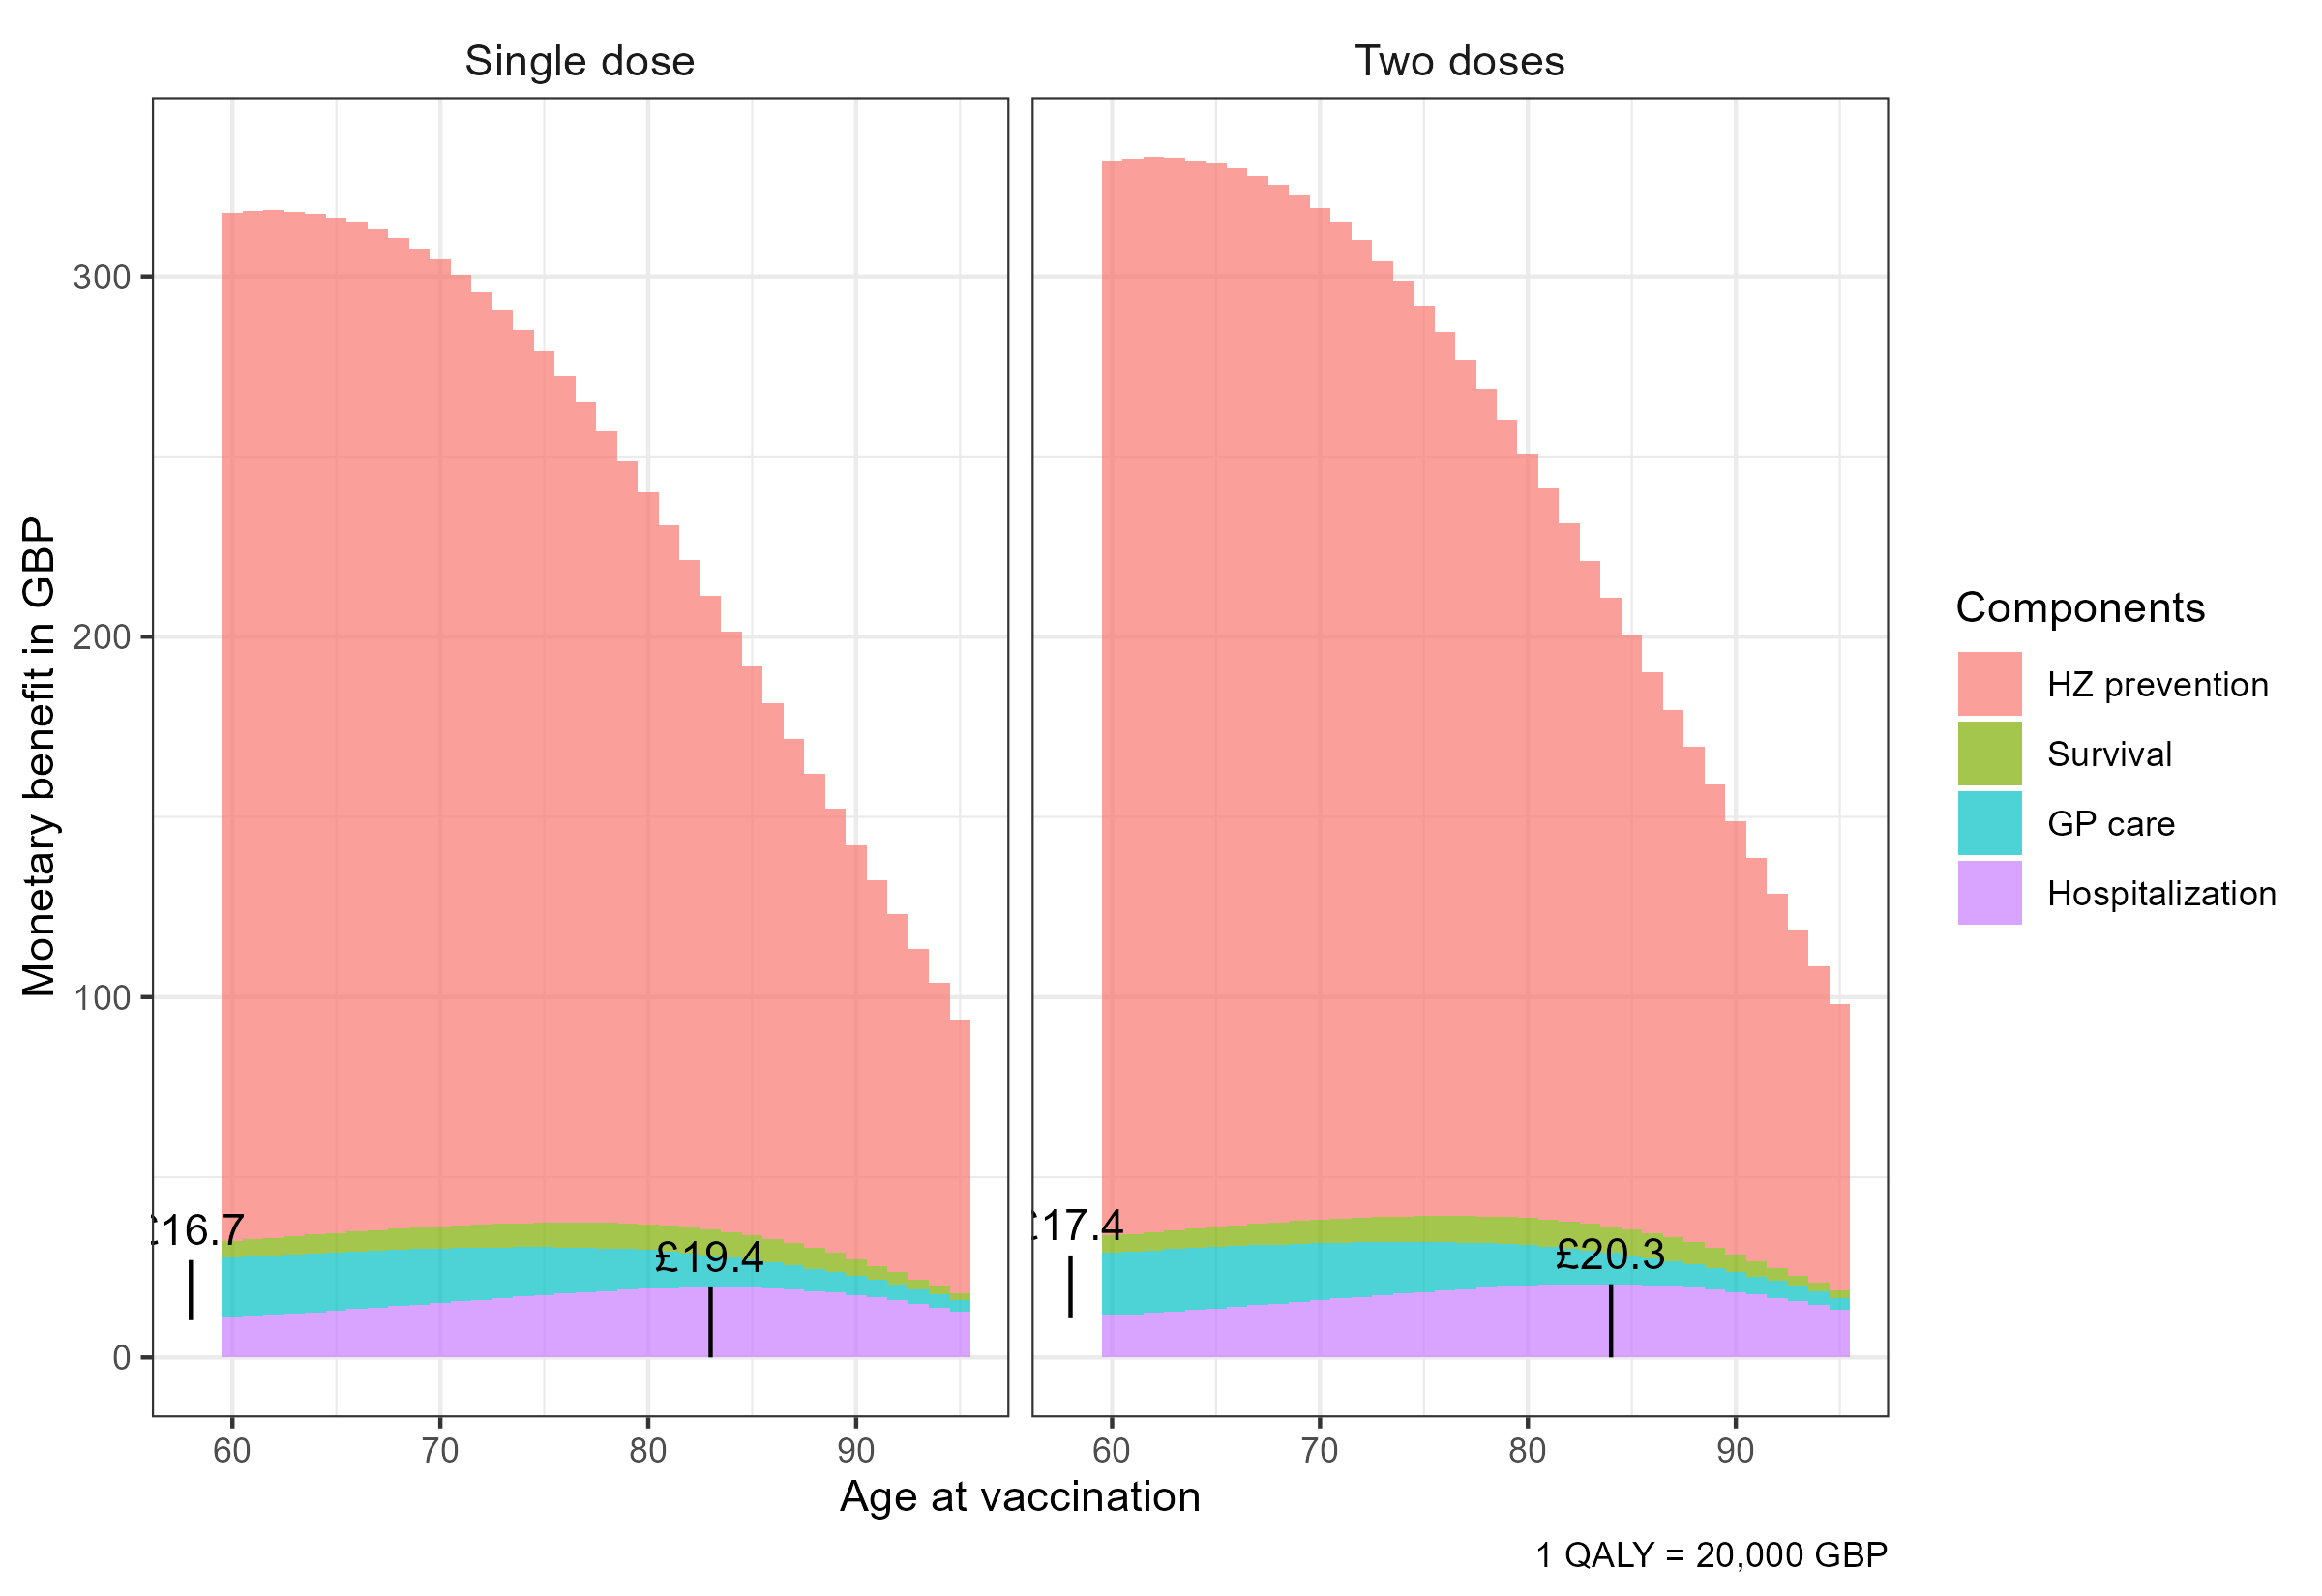 Single dose
Two doses
Monetary benefit in GBP
300
200
100
0
£16.7
£19.4
£17.4
£20.3
60 70 80 90
60 70 80 90
Age at vaccination
1 QALY = 20,000 GBP
Components
HZ prevention
Survival
GP care
Hospitalization